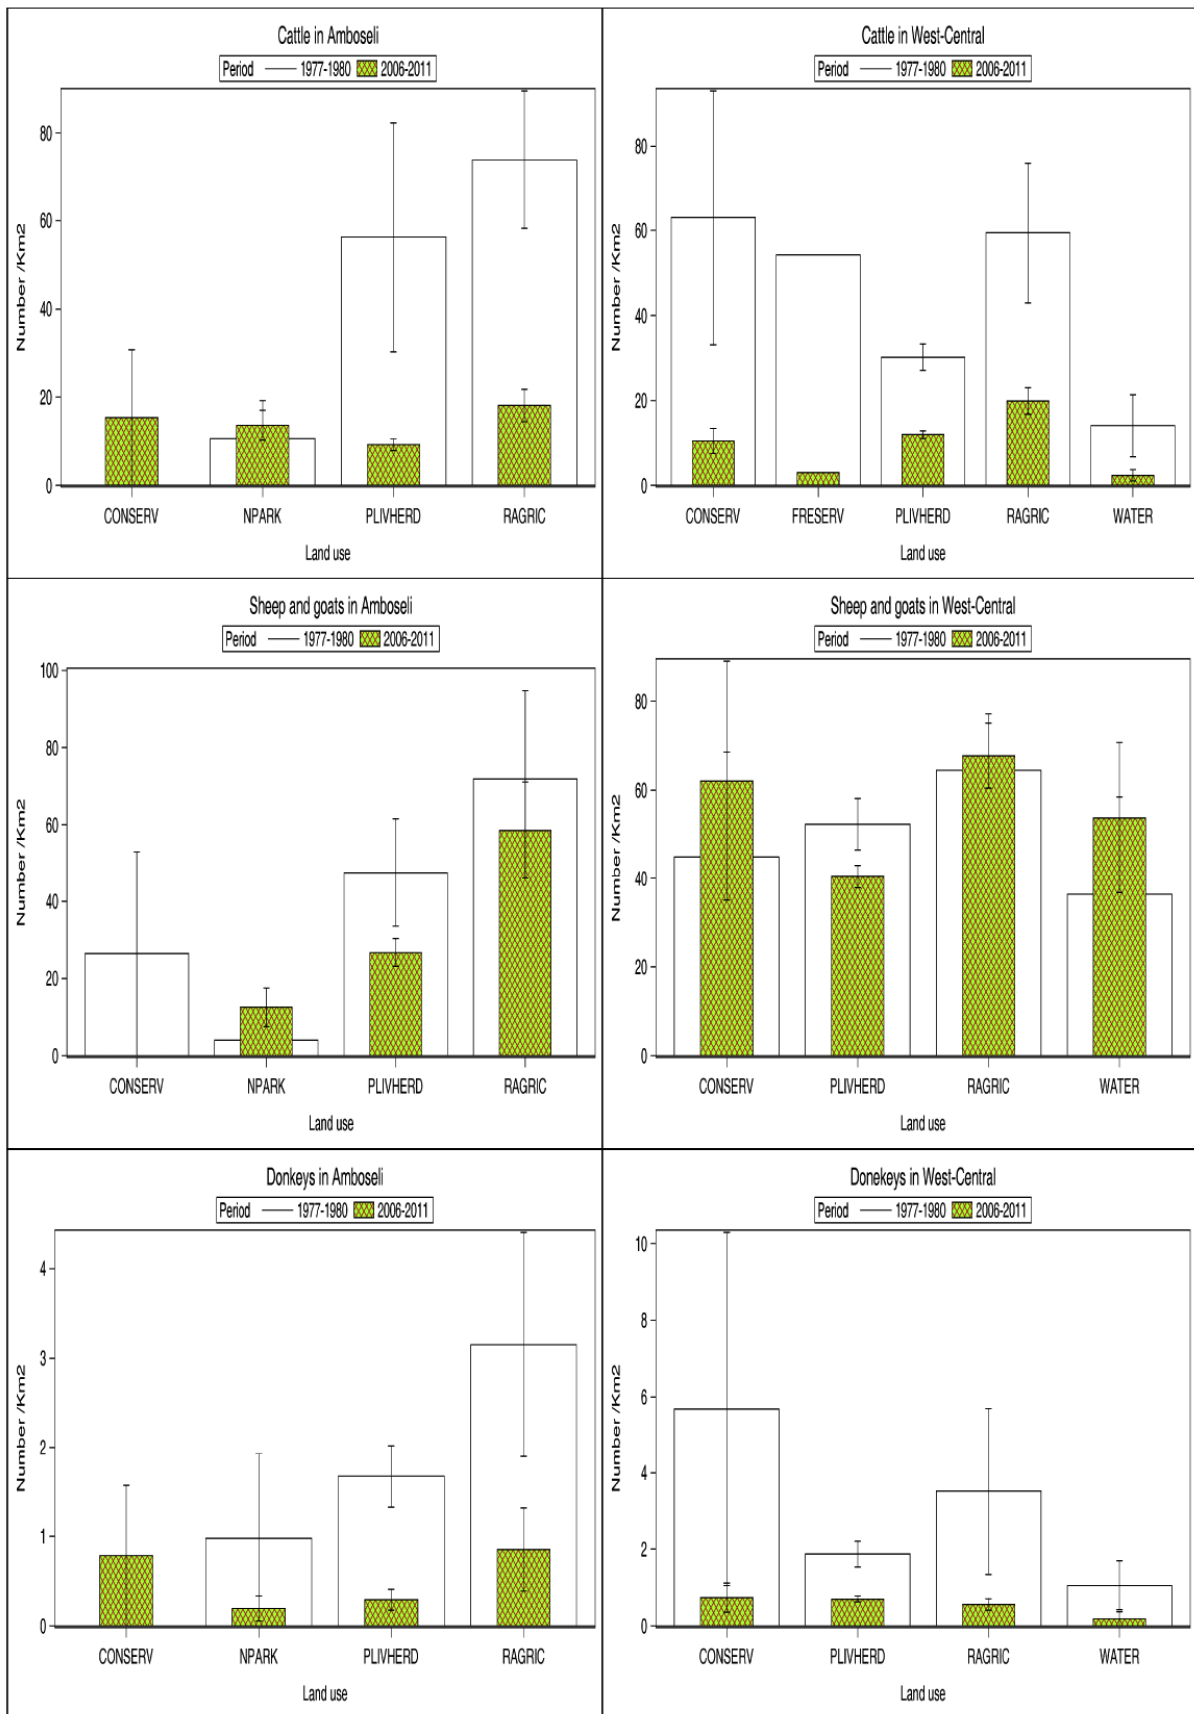 Cattle in Amboseli
Period 1977-1980 2006-2011
Number /Km2
80
60
40
20
0
CONSERV NPARK PLIVHERD RAGRIC
Land use
Cattle in West-Central
Period 1977-1980 2006-2011
Number /Km2
80
60
40
20
0
CONSERV FRESERV PLIVHERD RAGRIC WATER
Land use
Sheep and goats in Amboseli
Period 1977-1980 2006-2011
Number /Km2
100
80
60
40
20
0
CONSERV NPARK PLIVHERD RAGRIC
Land use
Sheep and goats in West-Central
Period 1977-1980 2006-2011
Number /Km2
80
60
40
20
0
CONSERV PLIVHERD RAGRIC WATER
Land use
Donkeys in Amboseli
Period 1977-1980 2006-2011
Number /Km2
4
3
2
1
0
CONSERV NPARK PLIVHERD RAGRIC
Land use
Donekeys in West-Central
Period 1977-1980 2006-2011
Number /Km2
10
8
6
4
2
0
CONSERV PLIVHERD RAGRIC WATER
Land use